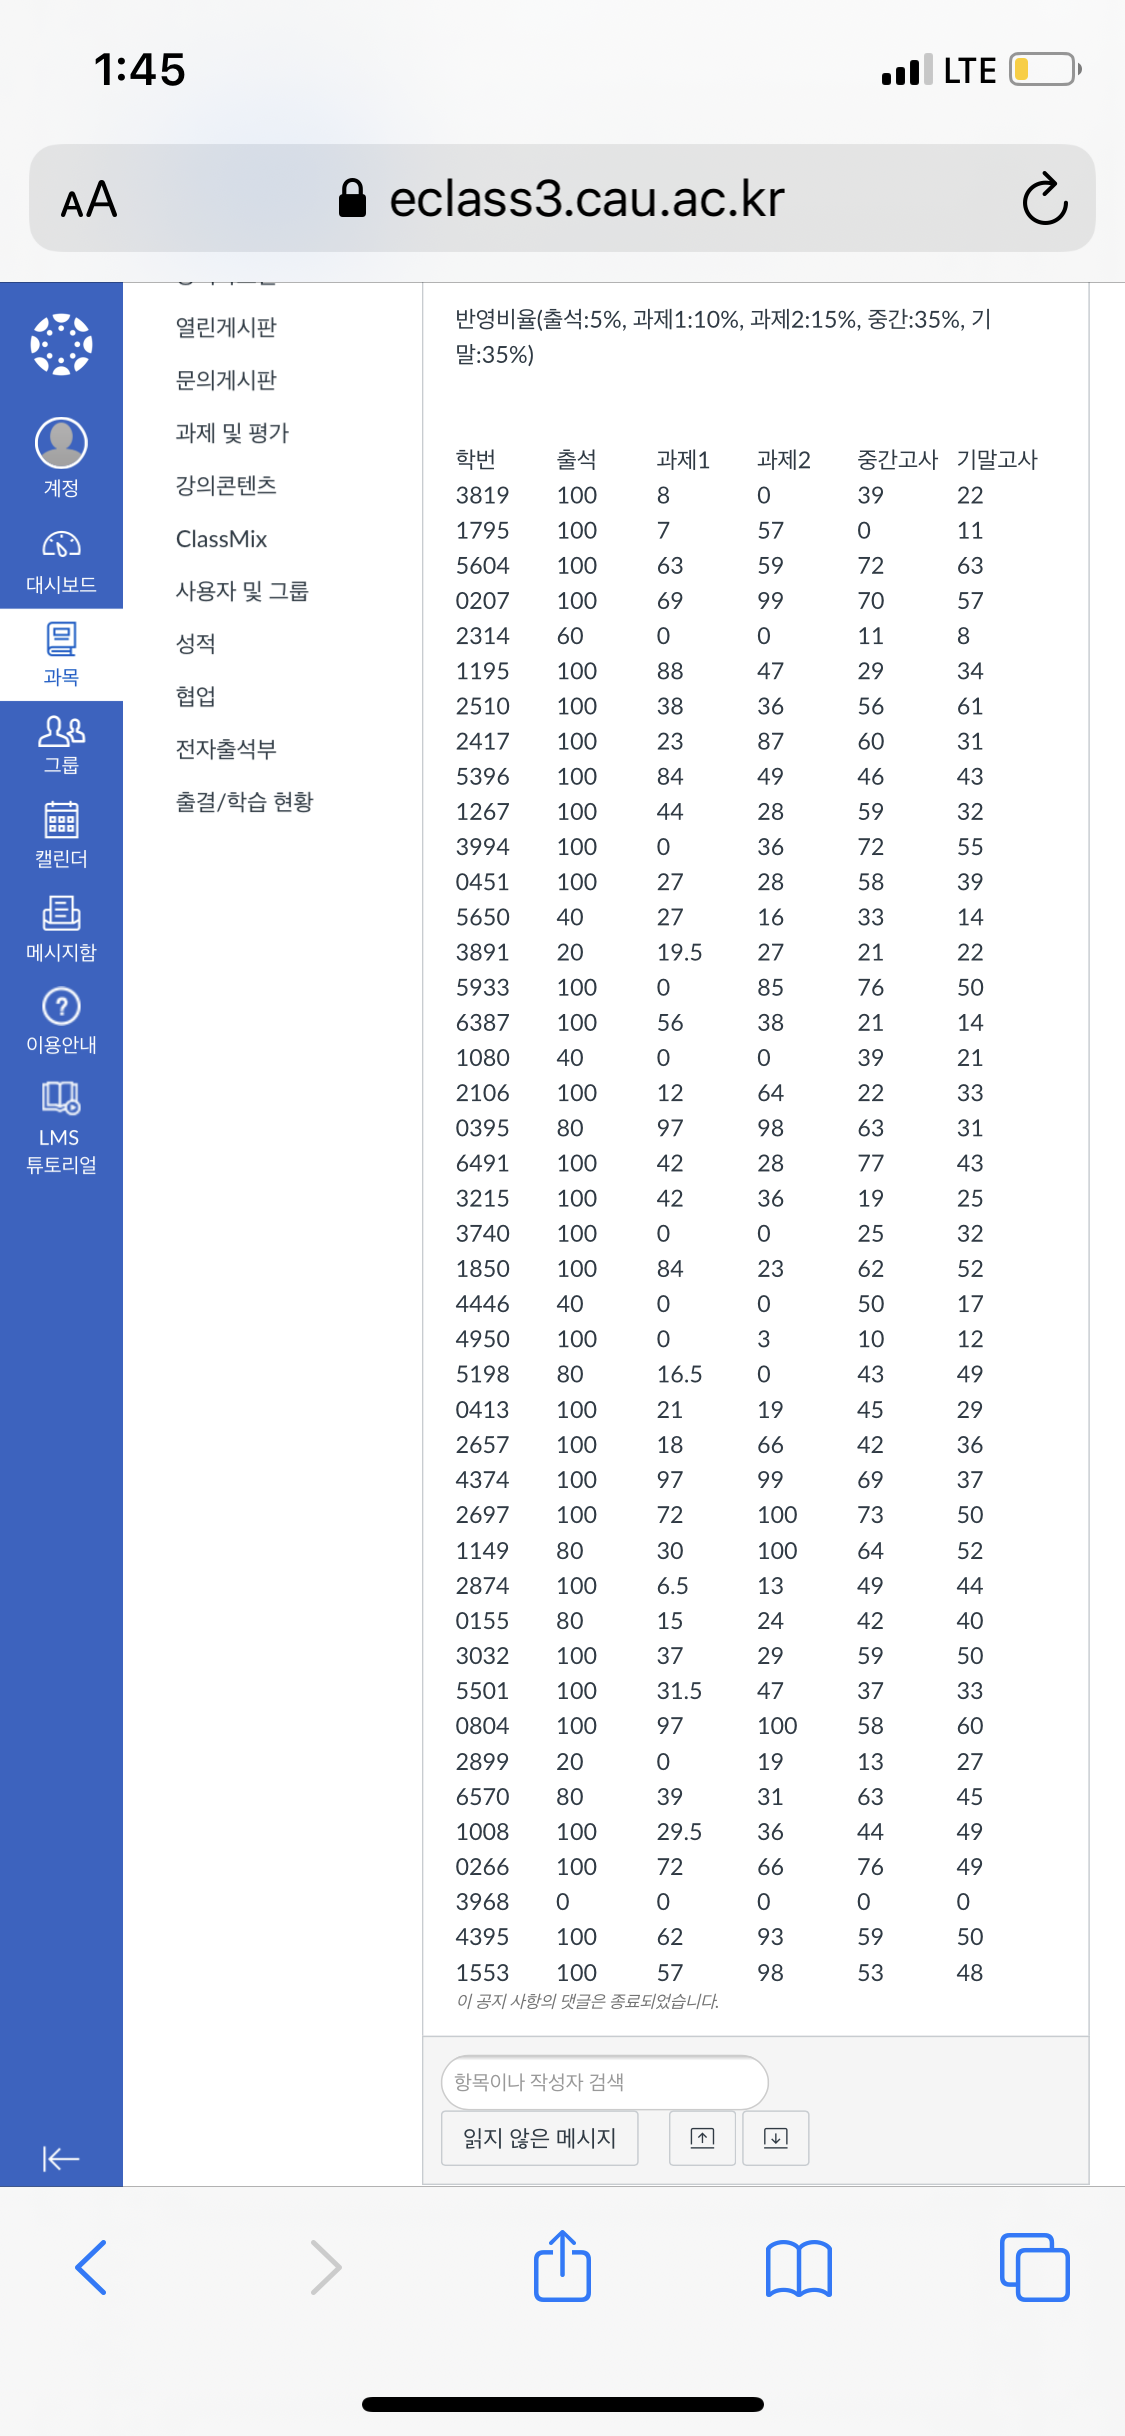 1:45
LTE
AA
eclass3.cau.ac.kr
계정
대시보드
과목
그룹
캘린더
메시지함
이용안내
LMS
튜토리얼
열린게시판
문의게시판
과제 및 평가
강의콘텐츠
ClassMix
사용자 및 그룹
성적
협업
전자출석부
출결/학습 현황
반영비율(출석:5%, 과제1:10%, 과제2:15%, 중간:35%, 기
말:35%)
학번 출석 과제1 과제2 중간고사 기말고사
3819 100 8 0 39 22
1795 100 7 57 0 11
5604 100 63 59 72 63
0207 100 69 99 70 57
2314 60 0 0 11 8
1195 100 88 47 29 34
2510 100 38 36 56 61
2417 100 23 87 60 31
5396 100 84 49 46 43
1267 100 44 28 59 32
3994 100 0 36 72 55
0451 100 27 28 58 39
5650 40 27 16 33 14
3891 20 19.5 27 21 22
5933 100 0 85 76 50
6387 100 56 38 21 14
1080 40 0 0 39 21
2106 100 12 64 22 33
0395 80 97 98 63 31
6491 100 42 28 77 43
3215 100 42 36 19 25
3740 100 0 0 25 32
1850 100 84 23 62 52
4446 40 0 0 50 17
4950 100 0 3 10 12
5198 80 16.5 0 43 49
0413 100 21 19 45 29
2657 100 18 66 42 36
4374 100 97 99 69 37
2697 100 72 100 73 50
1149 80 30 100 64 52
2874 100 6.5 13 49 44
0155 80 15 24 42 40
3032 100 37 29 59 50
5501 100 31.5 47 37 33
0804 100 97 100 58 60
2899 20 0 19 13 27
6570 80 39 31 63 45
1008 100 29.5 36 44 49
0266 100 72 66 76 49
3968 0 0 0 0 0
4395 100 62 93 59 50
1553 100 57 98 53 48
이 공지 사항의 댓글은 종료되었습니다.
항목이나 작성자 검색
읽지 않은 메시지